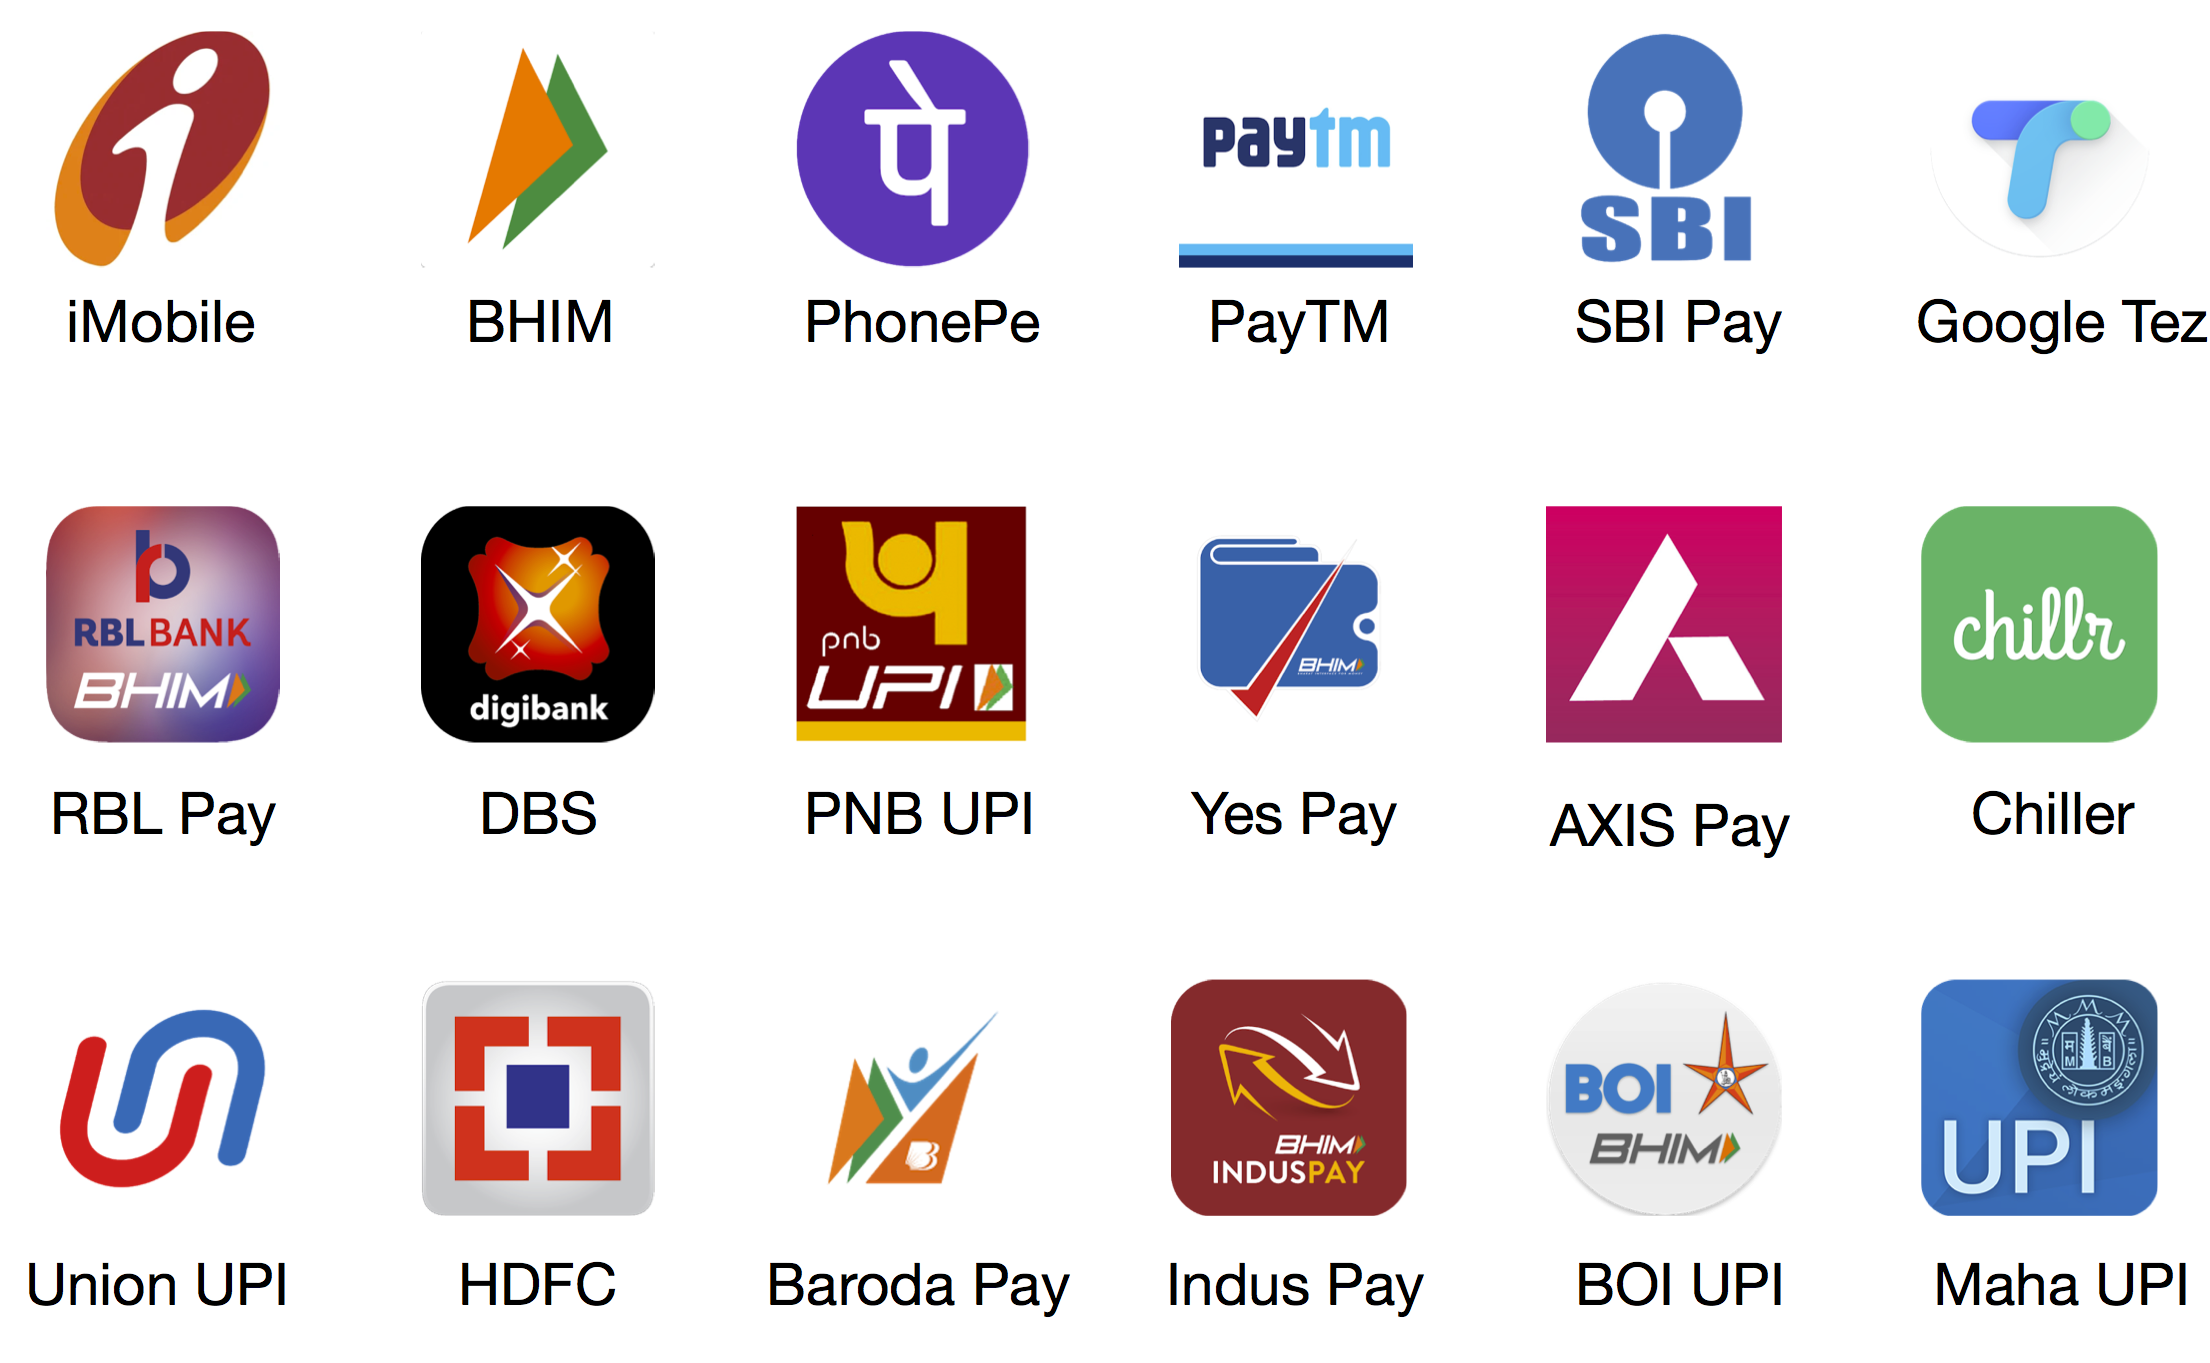 पे
paytm
SBI
iMobile
BHIM
PhonePe
PayTM
SBI Pay
Google Tez
RBL BANK
BHIM
digibank
pnb
UPI
BHIM
chillr
RBL Pay
DBS
PNB UPI
Yes Pay
AXIS Pay
Chiller
BHIM
INDUSPAY
BOI
BHIM
M B
UPI
Union UPI
HDFC
Baroda Pay
Indus Pay
BOI UPI
Maha UPI